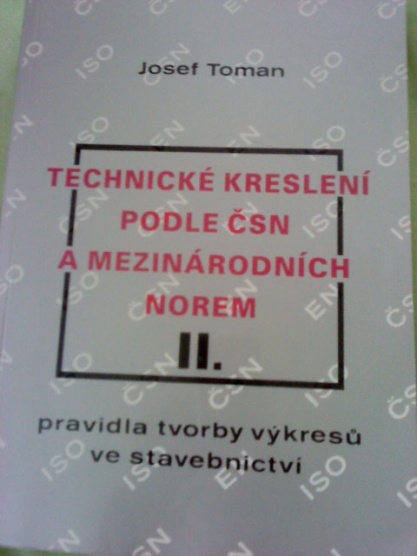 Josef Toman
TECHNICKÉ KRESLENÍ
PODLE ČSN
A MEZINÁRODNÍCH
NOREM
II.
pravidla tvorby výkresů
ve stavebnictví